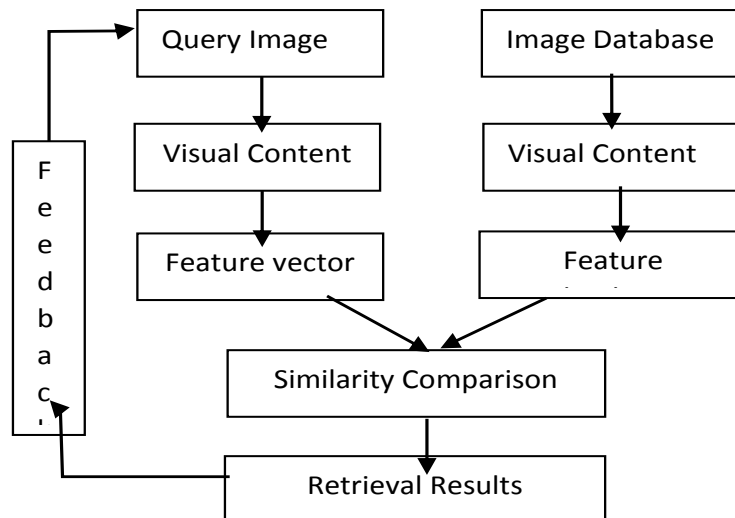 Query Image
Image Database
Visual Content
Visual Content
F
e
e
d
b
a
c
Feature vector
Feature
Similarity Comparison
Retrieval Results